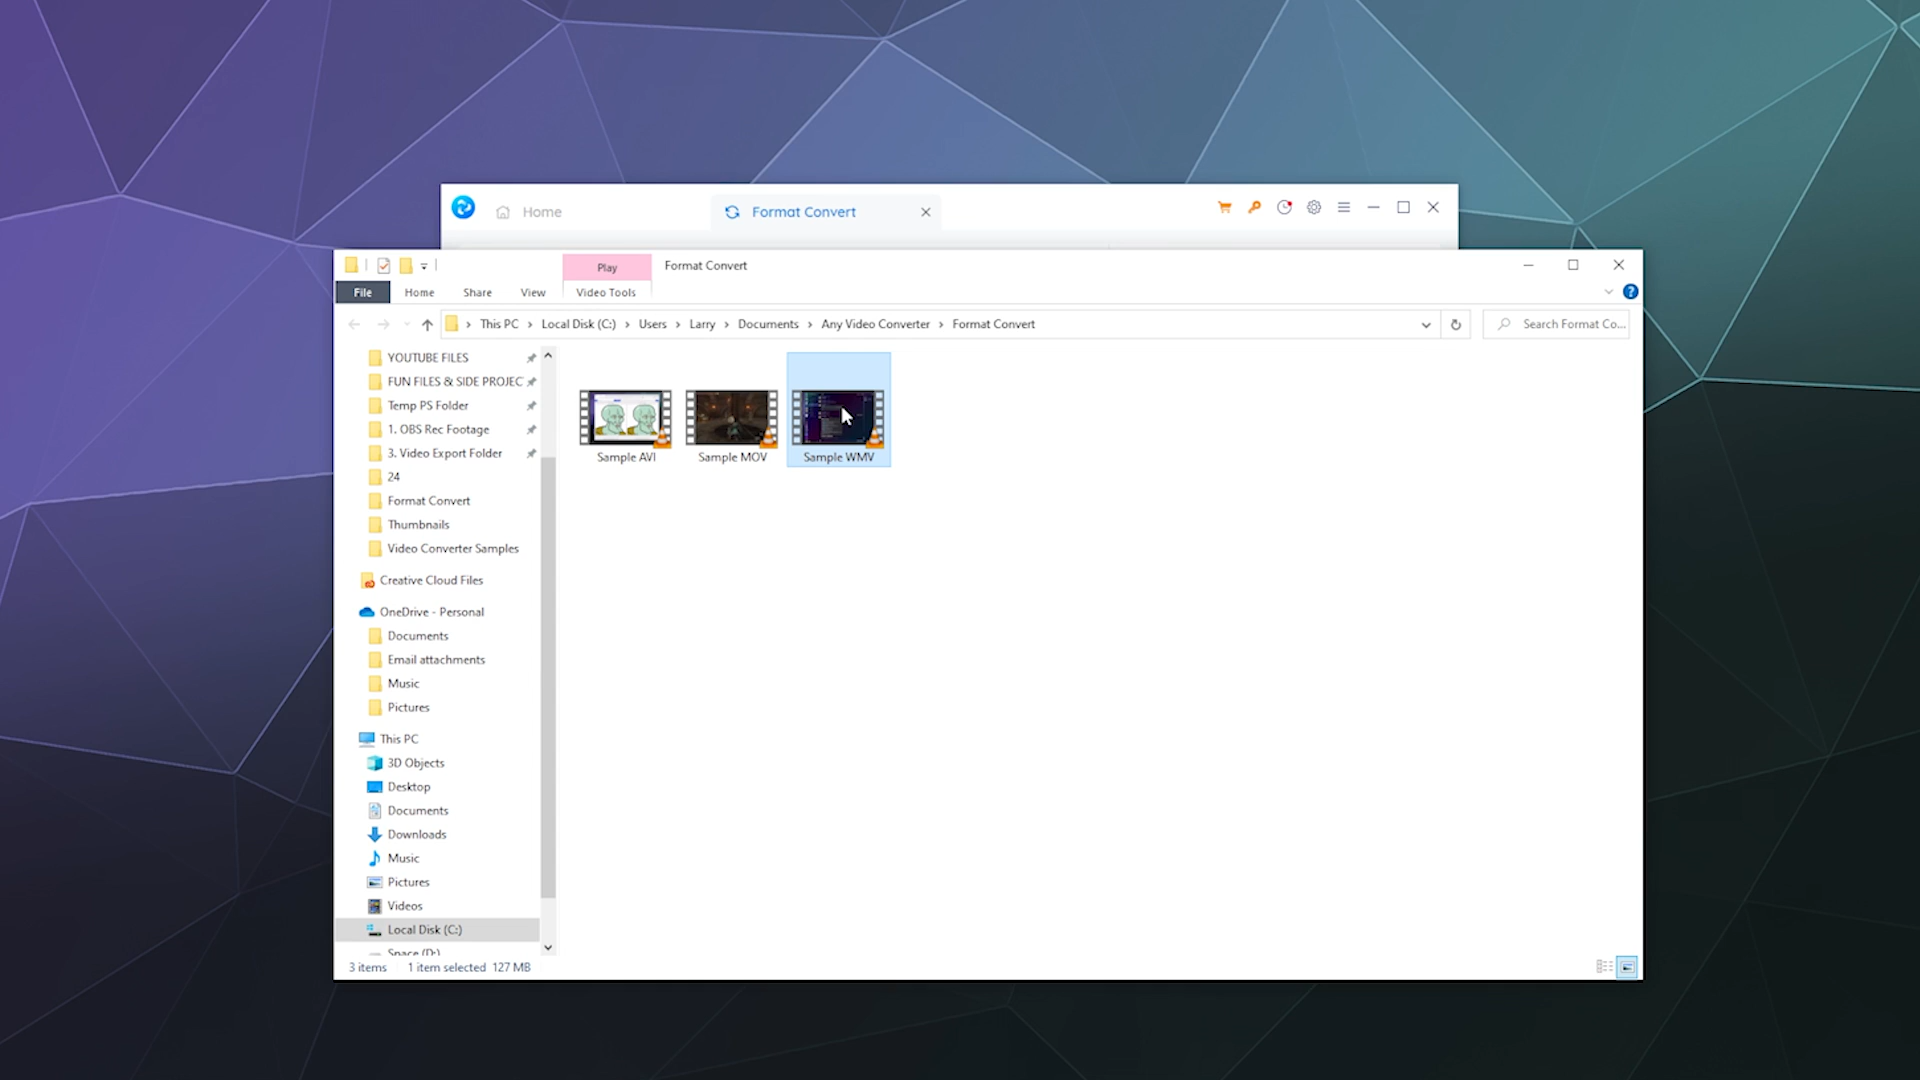 Home
Format Convert
Play
Format Convert
File
Home
Share
View
Video Tools
This PC
Local Disk (C:)
Users
Larry
Documents
Any Video Converter
Format Convert
Search Format Co...
YOUTUBE FILES
FUN FILES & SIDE PROJEC
Temp PS Folder
1. OBS Rec Footage
3. Video Export Folder
24
Format Convert
Thumbnails
Video Converter Samples
Creative Cloud Files
OneDrive - Personal
Documents
Email attachments
Music
Pictures
This PC
3D Objects
Desktop
Documents
Downloads
Music
Pictures
Videos
Local Disk (C:)
Space (D:)
Sample AVI
Sample MOV
Sample WMV
3 items
1 item selected 127 MB